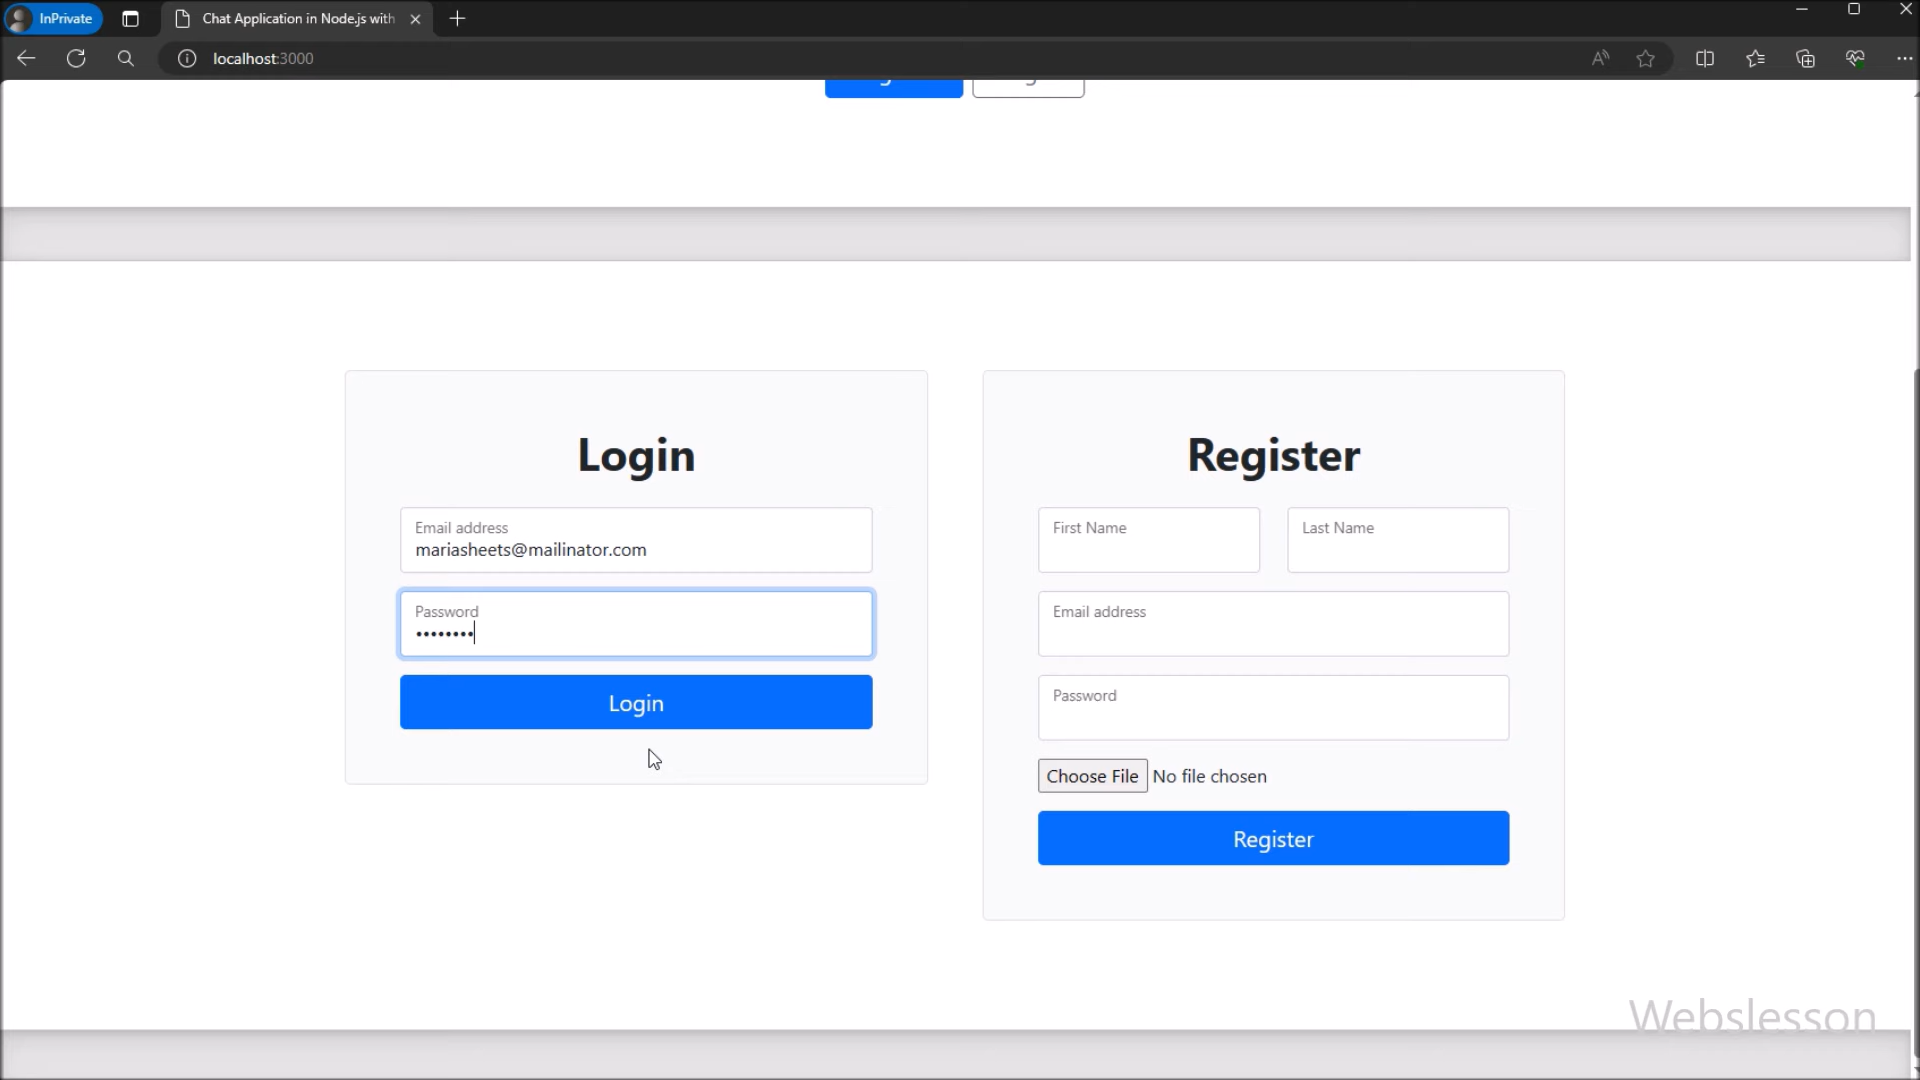 InPrivate
Chat Application in Node.js with
localhost:3000
Login
Email address
mariasheets@mailinator.com
Password
••••••••
Login
Register
First Name
Last Name
Email address
Password
Choose File No file chosen
Register
Webslesson